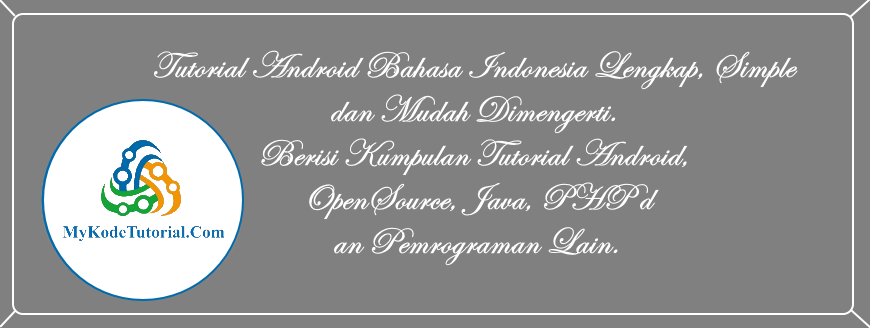 Tutorial Android Bahasa Indonesia Lengkap, Simple
dan Mudah Dimengerti.
Berisi Kumpulan Tutorial Android,
OpenSource, Java, PHP d
an Pemrograman Lain.
MyKodeTutorial.Com